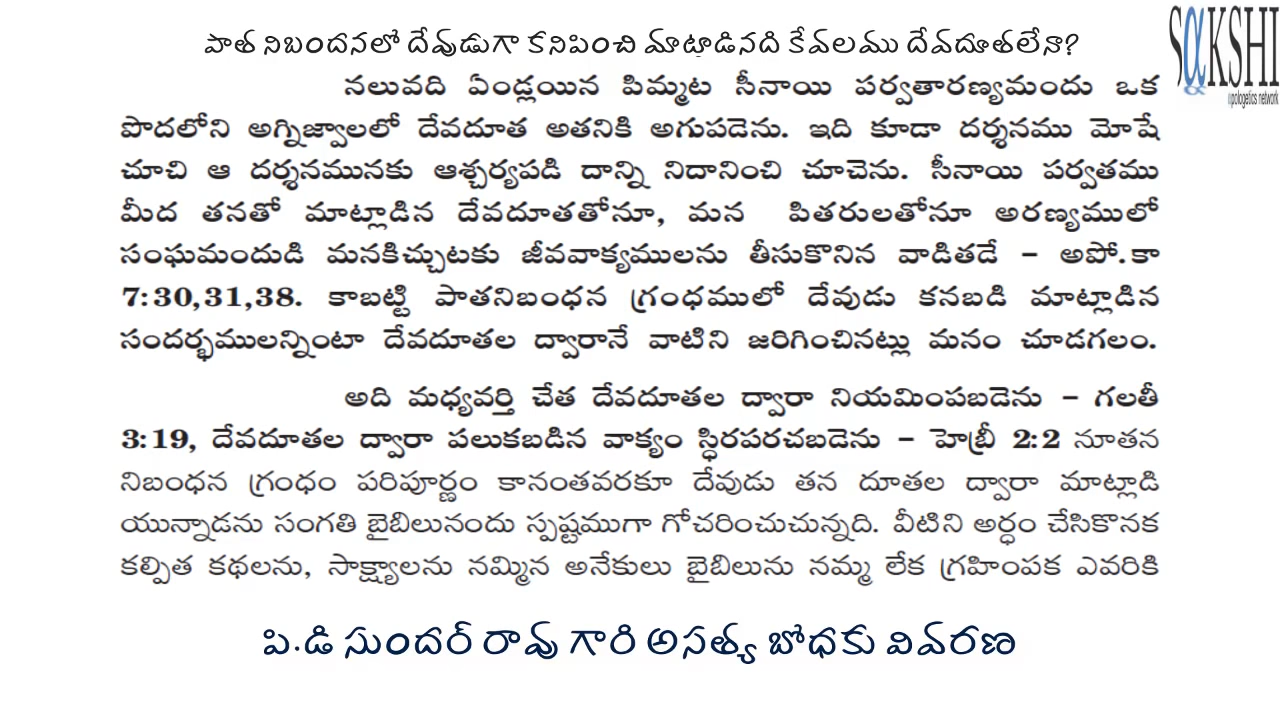 పాత నిబందనలో దేవుడుగా కనిపించి మాట్లాడినది కేవలము దేవదూతలేనా?
SαKSHI
apologetics network
నలువది ఏండ్లయిన పిమ్మట సీనాయి పర్వతారణ్యమందు ఒక
పొదలోని అగ్నిజ్వాలలో దేవదూత అతనికి అగుపడెను. ఇది కూడా దర్శనము మోషే
చూచి ఆ దర్శనమునకు ఆశ్చర్యపడి దాన్ని నిదానించి చూచెను. సీనాయి పర్వతము
మీద తనతో మాట్లాడిన దేవదూతతోనూ, మన పితరులతోనూ అరణ్యములో
సంఘమందుడి మనకిచ్చుటకు జీవవాక్యములను తీసుకొనిన వాడితడే – అపో.కా
7:30,31,38. కాబట్టి పాతనిబంధన గ్రంథములో దేవుడు కనబడి మాట్లాడిన
సందర్భములన్నింటా దేవదూతల ద్వారానే వాటిని జరిగించినట్లు మనం చూడగలం.
అది మధ్యవర్తి చేత దేవదూతల ద్వారా నియమింపబడెను – గలతీ
3:19, దేవదూతల ద్వారా పలుకబడిన వాక్యం స్థిరపరచబడెను – హెబ్రీ 2:2 నూతన
నిబంధన గ్రంథం పరిపూర్ణం కానంతవరకూ దేవుడు తన దూతల ద్వారా మాట్లాడి
యున్నాడను సంగతి బైబిలునందు స్పష్టముగా గోచరించుచున్నది. వీటిని అర్థం చేసికొనక
కల్పిత కథలను, సాక్ష్యాలను నమ్మిన అనేకులు బైబిలును నమ్మ లేక గ్రహింపక ఎవరికి
పి.డి సుందర్ రావు గారి అసత్య బోధకు వివరణ